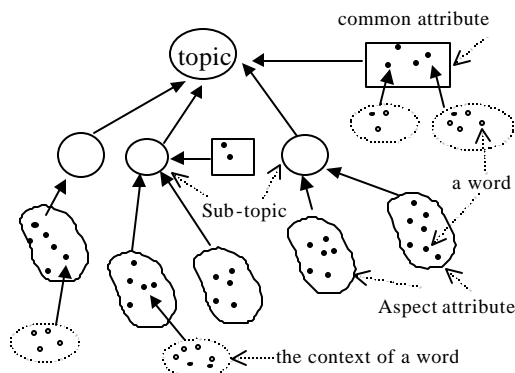 common attribute
topic
a word
Sub-topic
Aspect attribute
the context of a word